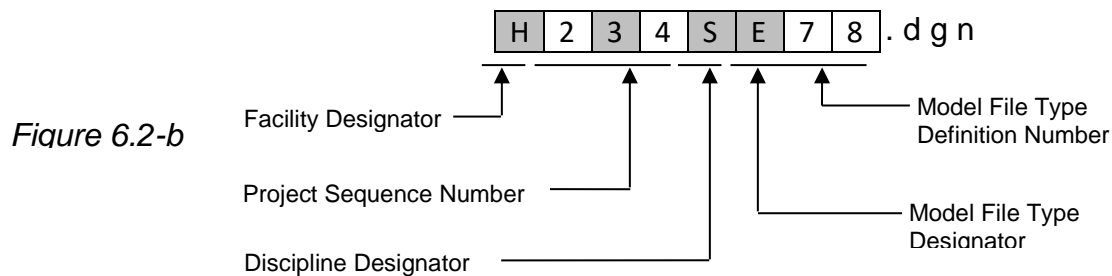 H 2 3 4 S E 7 8 . d g n
Facility Designator
Model File Type
Definition Number
Figure 6.2-b
Project Sequence Number
Model File Type
Designator
Discipline Designator